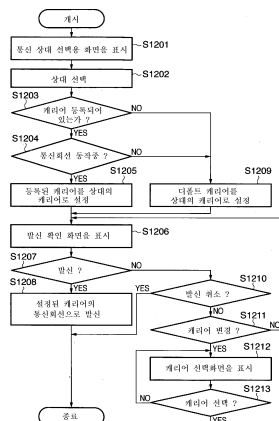 개시
통신 상대 선택용 화면을 표시
S1201
상대 선택
S1202
S1203
캐리어 등록되어
있는가 ?
NO
YES
S1204
통신회선 동작중 ?
NO
YES
S1205
등록된 캐리어를 상대의
캐리어로 설정
S1209
디폴트 캐리어를
상대의 캐리어로 설정
발신 확인 화면을 표시
S1206
S1207
발신 ?
NO
YES
S1208
설정된 캐리어의
통신회선으로 발신
S1210
발신 취소 ?
YES
NO
S1211
캐리어 변경 ?
NO
YES
S1212
캐리어 선택화면을 표시
S1213
캐리어 선택 ?
NO
YES
종료